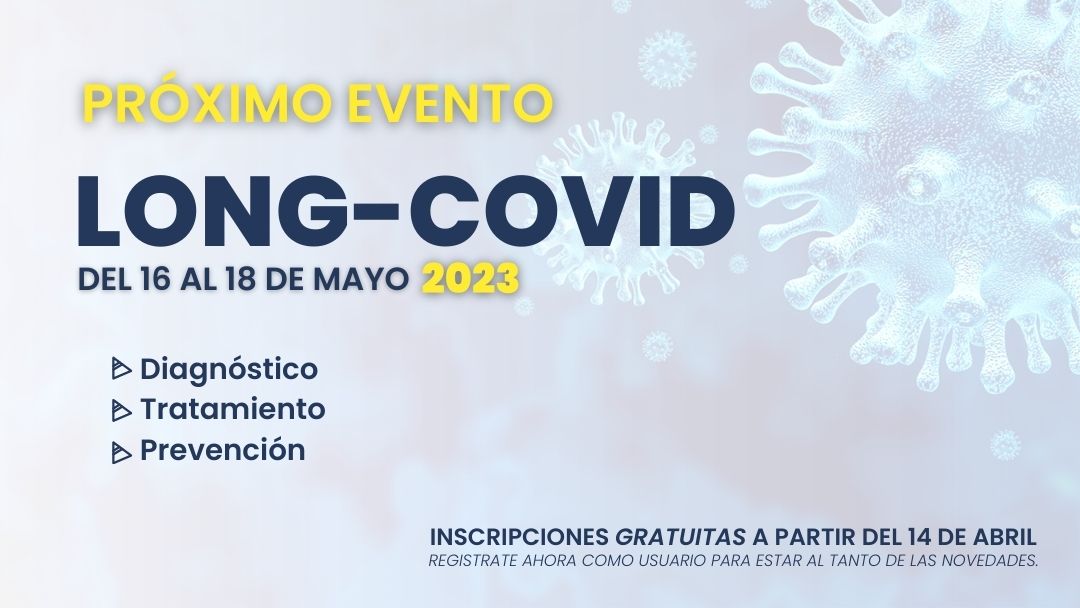 PRÓXIMO EVENTO
LONG-COVID
DEL 16 AL 18 DE MAYO 2023
Diagnóstico
Tratamiento
Prevención
INSCRIPCIONES GRATUITAS A PARTIR DEL 14 DE ABRIL
REGISTRATE AHORA COMO USUARIO PARA ESTAR AL TANTO DE LAS NOVEDADES.